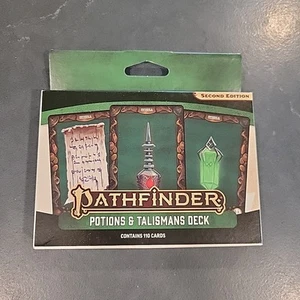 SECOND EDITION
PATHFINDER
POTIONS & TALISMANS DECK
CONTAINS 110 CARDS